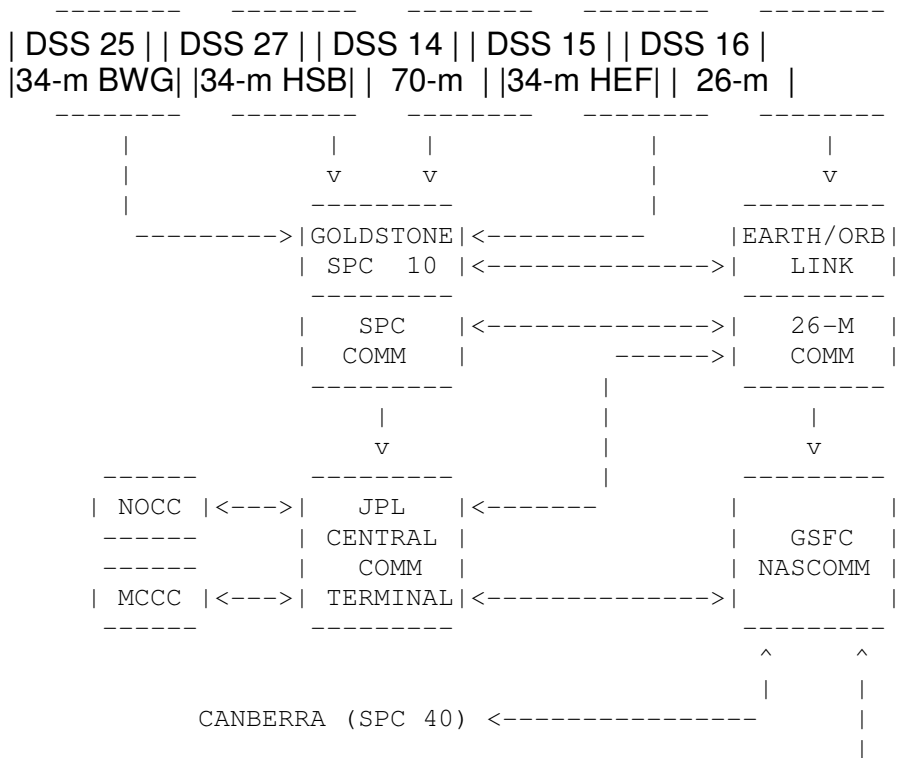 --------   --------   --------   --------   --------
| DSS 25 | | DSS 27 | | DSS 14 | | DSS 15 | | DSS 16 |
|34-m BWG| |34-m HSB| |  70-m  | |34-m HEF| |  26-m  |
--------   --------   --------   --------   --------
|            |     |             |          |
|            v     v             |          v
|           ---------            |     ---------
--------->|GOLDSTONE|<----------      |EARTH/ORB|
| SPC  10 |<-------------->|   LINK  |
---------                  ---------
|   SPC   |<-------------->|   26-M  |
|  COMM   |         ------>|   COMM  |
---------         |        ---------
|             |            |
v             |            v
------      ---------         |        ---------
| NOCC |<--->|   JPL   |<-------         |         |
------     | CENTRAL |                |   GSFC  |
------     |   COMM  |                | NASCOMM |
| MCCC |<--->| TERMINAL|<-------------->|         |
------      ---------                  ---------
^     ^
|     |
CANBERRA (SPC 40) <----------------      |
|